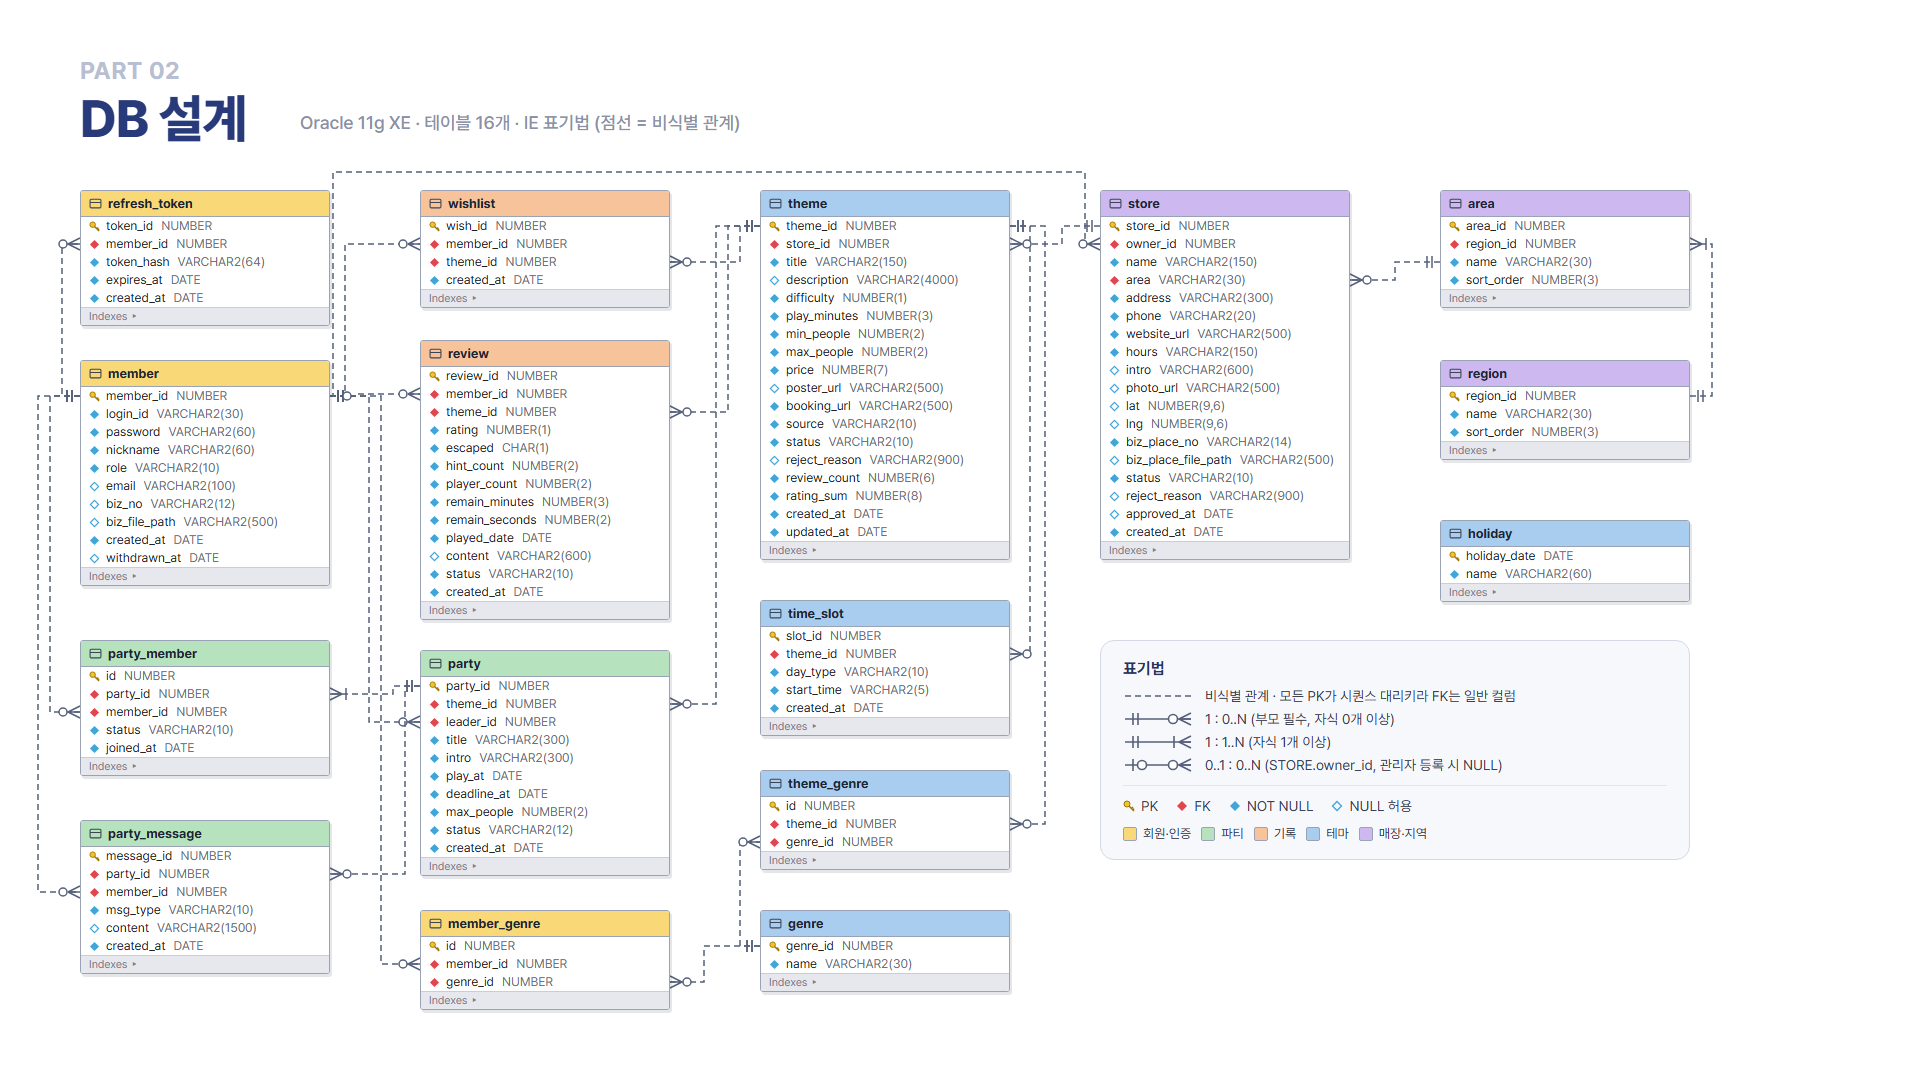 PART 02
DB 설계
Oracle 11g XE · 테이블 16개 · IE 표기법 (점선 = 비식별 관계)
refresh_token
token_id NUMBER
member_id NUMBER
token_hash VARCHAR2(64)
expires_at DATE
created_at DATE
Indexes ▸
member
member_id NUMBER
login_id VARCHAR2(30)
password VARCHAR2(60)
nickname VARCHAR2(60)
role VARCHAR2(10)
email VARCHAR2(100)
biz_no VARCHAR2(12)
biz_file_path VARCHAR2(500)
created_at DATE
withdrawn_at DATE
Indexes ▸
party_member
id NUMBER
party_id NUMBER
member_id NUMBER
status VARCHAR2(10)
joined_at DATE
Indexes ▸
party_message
message_id NUMBER
party_id NUMBER
member_id NUMBER
msg_type VARCHAR2(10)
content VARCHAR2(1500)
created_at DATE
Indexes ▸
wishlist
wish_id NUMBER
member_id NUMBER
theme_id NUMBER
created_at DATE
Indexes ▸
review
review_id NUMBER
member_id NUMBER
theme_id NUMBER
rating NUMBER(1)
escaped CHAR(1)
hint_count NUMBER(2)
player_count NUMBER(2)
remain_minutes NUMBER(3)
remain_seconds NUMBER(2)
played_date DATE
content VARCHAR2(600)
status VARCHAR2(10)
created_at DATE
Indexes ▸
party
party_id NUMBER
theme_id NUMBER
leader_id NUMBER
title VARCHAR2(300)
intro VARCHAR2(300)
play_at DATE
deadline_at DATE
max_people NUMBER(2)
status VARCHAR2(12)
created_at DATE
Indexes ▸
member_genre
id NUMBER
member_id NUMBER
genre_id NUMBER
Indexes ▸
theme
theme_id NUMBER
store_id NUMBER
title VARCHAR2(150)
description VARCHAR2(4000)
difficulty NUMBER(1)
play_minutes NUMBER(3)
min_people NUMBER(2)
max_people NUMBER(2)
price NUMBER(7)
poster_url VARCHAR2(500)
booking_url VARCHAR2(500)
source VARCHAR2(10)
status VARCHAR2(10)
reject_reason VARCHAR2(900)
review_count NUMBER(6)
rating_sum NUMBER(8)
created_at DATE
updated_at DATE
Indexes ▸
time_slot
slot_id NUMBER
theme_id NUMBER
day_type VARCHAR2(10)
start_time VARCHAR2(5)
created_at DATE
Indexes ▸
theme_genre
id NUMBER
theme_id NUMBER
genre_id NUMBER
Indexes ▸
genre
genre_id NUMBER
name VARCHAR2(30)
Indexes ▸
store
store_id NUMBER
owner_id NUMBER
name VARCHAR2(150)
area VARCHAR2(30)
address VARCHAR2(300)
phone VARCHAR2(20)
website_url VARCHAR2(500)
hours VARCHAR2(150)
intro VARCHAR2(600)
photo_url VARCHAR2(500)
lat NUMBER(9,6)
lng NUMBER(9,6)
biz_place_no VARCHAR2(14)
biz_place_file_path VARCHAR2(500)
status VARCHAR2(10)
reject_reason VARCHAR2(900)
approved_at DATE
created_at DATE
Indexes ▸
area
area_id NUMBER
region_id NUMBER
name VARCHAR2(30)
sort_order NUMBER(3)
Indexes ▸
region
region_id NUMBER
name VARCHAR2(30)
sort_order NUMBER(3)
Indexes ▸
holiday
holiday_date DATE
name VARCHAR2(60)
Indexes ▸
표기법
비식별 관계 · 모든 PK가 시퀀스 대리키라 FK는 일반 컬럼
1 : 0..N (부모 필수, 자식 0개 이상)
1 : 1..N (자식 1개 이상)
0..1 : 0..N (STORE.owner_id, 관리자 등록 시 NULL)
PK FK NOT NULL NULL 허용
회원·인증 파티 기록 테마 매장·지역